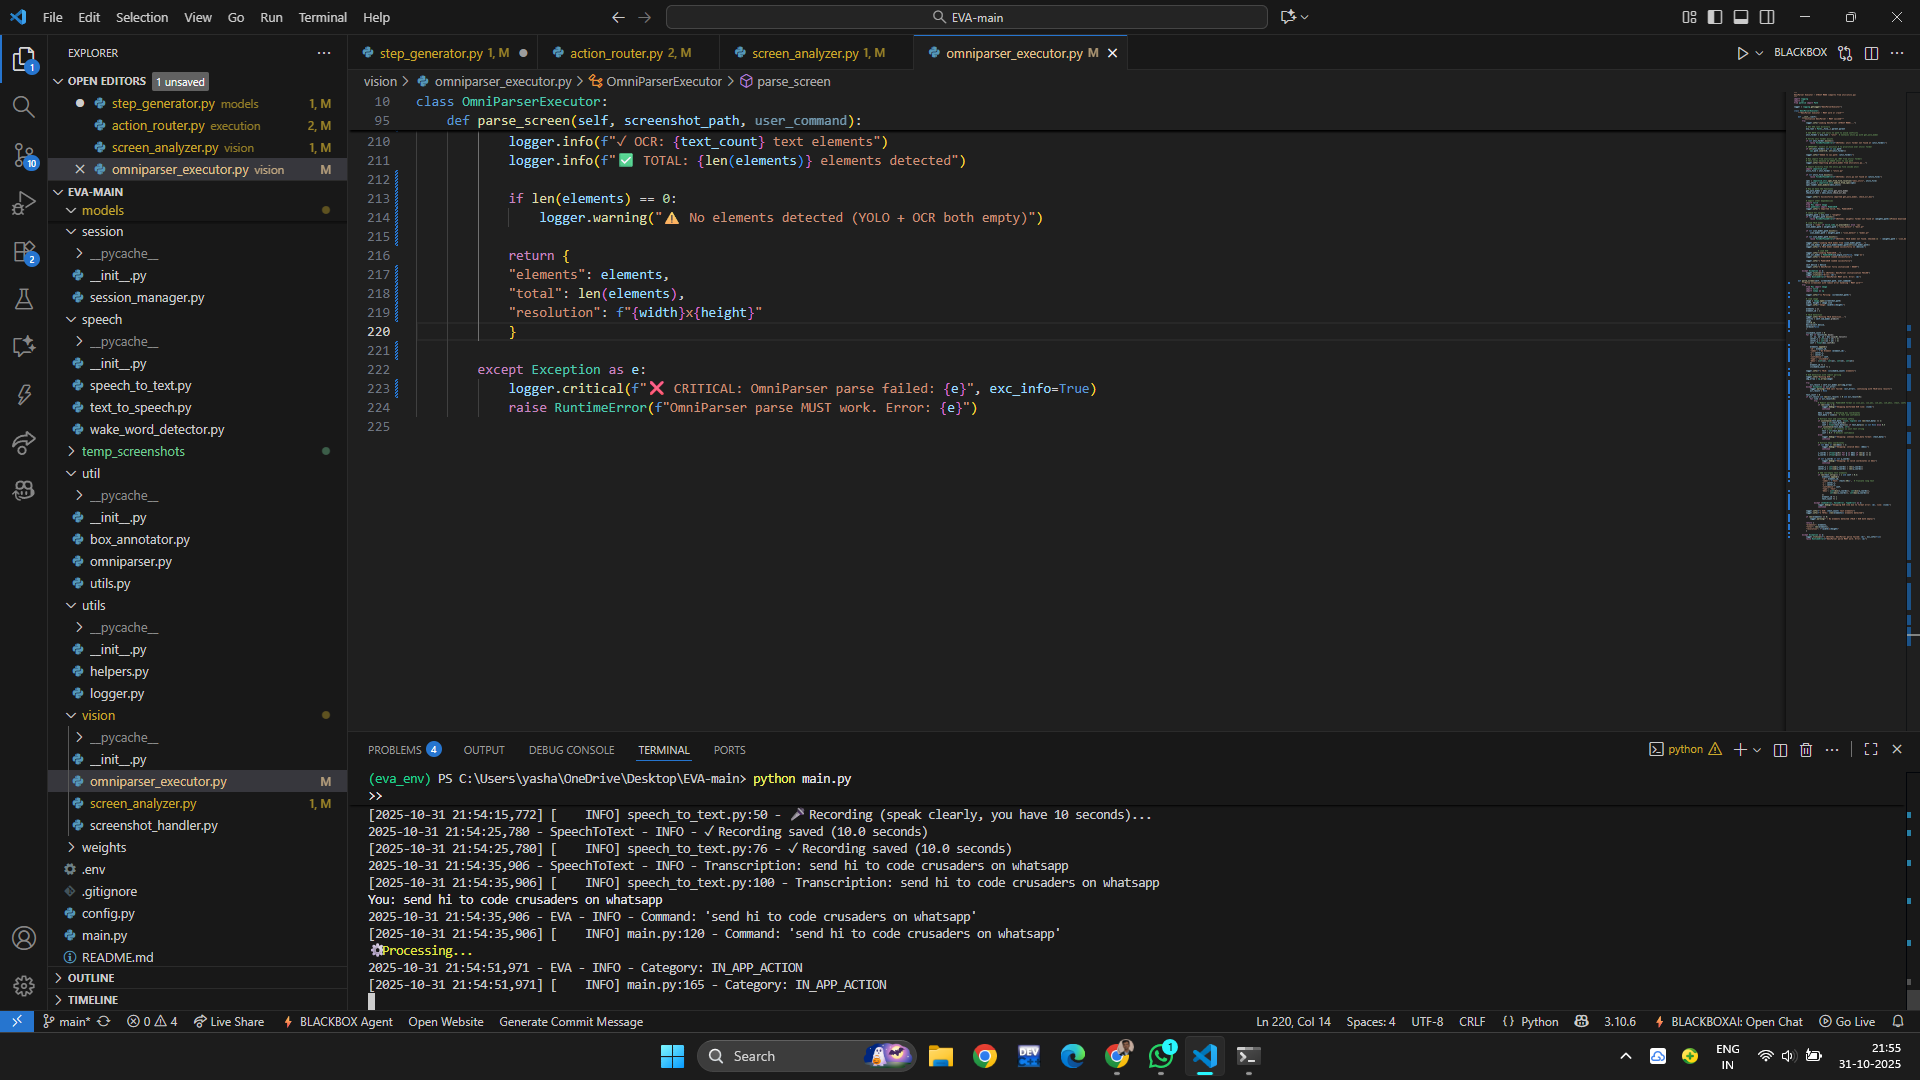 File Edit Selection View Go Run Terminal Help
EVA-main
EXPLORER
OPEN EDITORS 1 unsaved
step_generator.py models 1, M
action_router.py execution 2, M
screen_analyzer.py vision 1, M
omniparser_executor.py vision M
EVA-MAIN
models
session
__pycache__
__init__.py
session_manager.py
speech
__pycache__
__init__.py
speech_to_text.py
text_to_speech.py
wake_word_detector.py
temp_screenshots
util
__pycache__
__init__.py
box_annotator.py
omniparser.py
utils.py
utils
__pycache__
__init__.py
helpers.py
logger.py
vision
__pycache__
__init__.py
omniparser_executor.py M
screen_analyzer.py 1, M
screenshot_handler.py
weights
.env
.gitignore
config.py
main.py
README.md
OUTLINE
TIMELINE
1
10
2
step_generator.py 1, M
action_router.py 2, M
screen_analyzer.py 1, M
omniparser_executor.py M
BLACKBOX
vision > omniparser_executor.py > OmniParserExecutor > parse_screen
10 class OmniParserExecutor:
95 def parse_screen(self, screenshot_path, user_command):
210 logger.info(f"✓ OCR: {text_count} text elements")
211 logger.info(f"✅ TOTAL: {len(elements)} elements detected")
212
213 if len(elements) == 0:
214 logger.warning("⚠️ No elements detected (YOLO + OCR both empty)")
215
216 return {
217 "elements": elements,
218 "total": len(elements),
219 "resolution": f"{width}x{height}"
220 }
221
222 except Exception as e:
223 logger.critical(f"❌ CRITICAL: OmniParser parse failed: {e}", exc_info=True)
224 raise RuntimeError(f"OmniParser parse MUST work. Error: {e}")
225
PROBLEMS 4 OUTPUT DEBUG CONSOLE TERMINAL PORTS
python
(eva_env) PS C:\Users\yasha\OneDrive\Desktop\EVA-main> python main.py
>>
[2025-10-31 21:54:15,772] [    INFO] speech_to_text.py:50 - 🎤 Recording (speak clearly, you have 10 seconds)...
2025-10-31 21:54:25,780 - SpeechToText - INFO - ✓ Recording saved (10.0 seconds)
[2025-10-31 21:54:25,780] [    INFO] speech_to_text.py:76 - ✓ Recording saved (10.0 seconds)
2025-10-31 21:54:35,906 - SpeechToText - INFO - Transcription: send hi to code crusaders on whatsapp
[2025-10-31 21:54:35,906] [    INFO] speech_to_text.py:100 - Transcription: send hi to code crusaders on whatsapp
You: send hi to code crusaders on whatsapp
2025-10-31 21:54:35,906 - EVA - INFO - Command: 'send hi to code crusaders on whatsapp'
[2025-10-31 21:54:35,906] [    INFO] main.py:120 - Command: 'send hi to code crusaders on whatsapp'
⚙️Processing...
2025-10-31 21:54:51,971 - EVA - INFO - Category: IN_APP_ACTION
[2025-10-31 21:54:51,971] [    INFO] main.py:165 - Category: IN_APP_ACTION
main* 0 4 Live Share BLACKBOX Agent Open Website Generate Commit Message
Ln 220, Col 14 Spaces: 4 UTF-8 CRLF {} Python 3.10.6 BLACKBOXAI: Open Chat Go Live
Search
DEV
1
ENG
IN
21:55
31-10-2025